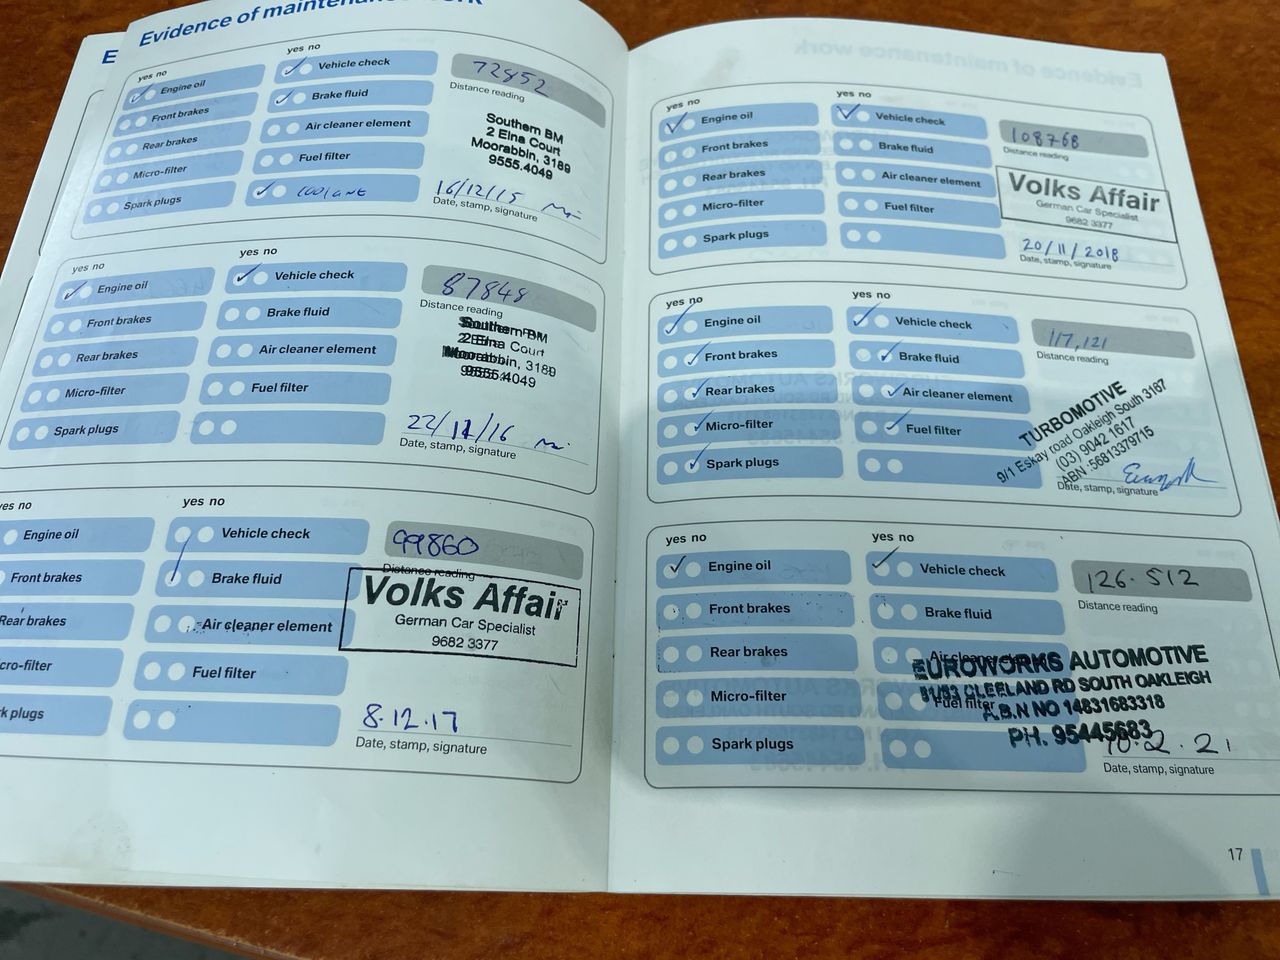 Evidence of maintenance work
yes no
yes no
Engine oil
Vehicle check
72852
Distance reading
Front brakes
Brake fluid
Rear brakes
Air cleaner element
Micro-filter
Fuel filter
Spark plugs
COOLANT
Southern BM
2 Elna Court
Moorabbin, 3189
9555.4049
16/12/15
Date, stamp, signature
yes no
yes no
Engine oil
Vehicle check
87848
Distance reading
Front brakes
Brake fluid
Rear brakes
Air cleaner element
Micro-filter
Fuel filter
Spark plugs
Southern BM
2 Elna Court
Moorabbin, 3189
9555.4049
22/11/16
Date, stamp, signature
yes no
yes no
Engine oil
Vehicle check
99860
Distance reading
Front brakes
Brake fluid
Rear brakes
Air cleaner element
cro-filter
Fuel filter
k plugs
Volks Affair
German Car Specialist
9682 3377
8.12.17
Date, stamp, signature
yes no
yes no
Engine oil
Vehicle check
108768
Distance reading
Front brakes
Brake fluid
Rear brakes
Air cleaner element
Micro-filter
Fuel filter
Spark plugs
Volks Affair
German Car Specialist
9682 3377
20/11/2018
Date, stamp, signature
yes no
yes no
Engine oil
Vehicle check
117,121
Distance reading
Front brakes
Brake fluid
Rear brakes
Air cleaner element
Micro-filter
Fuel filter
Spark plugs
TURBOMOTIVE
9/1 Eskay road Oakleigh South 3167
(03) 9042 1617
ABN :56813379715
Date, stamp, signature
yes no
yes no
Engine oil
Vehicle check
126.512
Distance reading
Front brakes
Brake fluid
Rear brakes
Air cleaner element
Micro-filter
Fuel filter
Spark plugs
EUROWORKS AUTOMOTIVE
CLEELAND RD SOUTH OAKLEIGH
A.B.N NO 14831683318
PH. 95445683
10.2.21
Date, stamp, signature
17